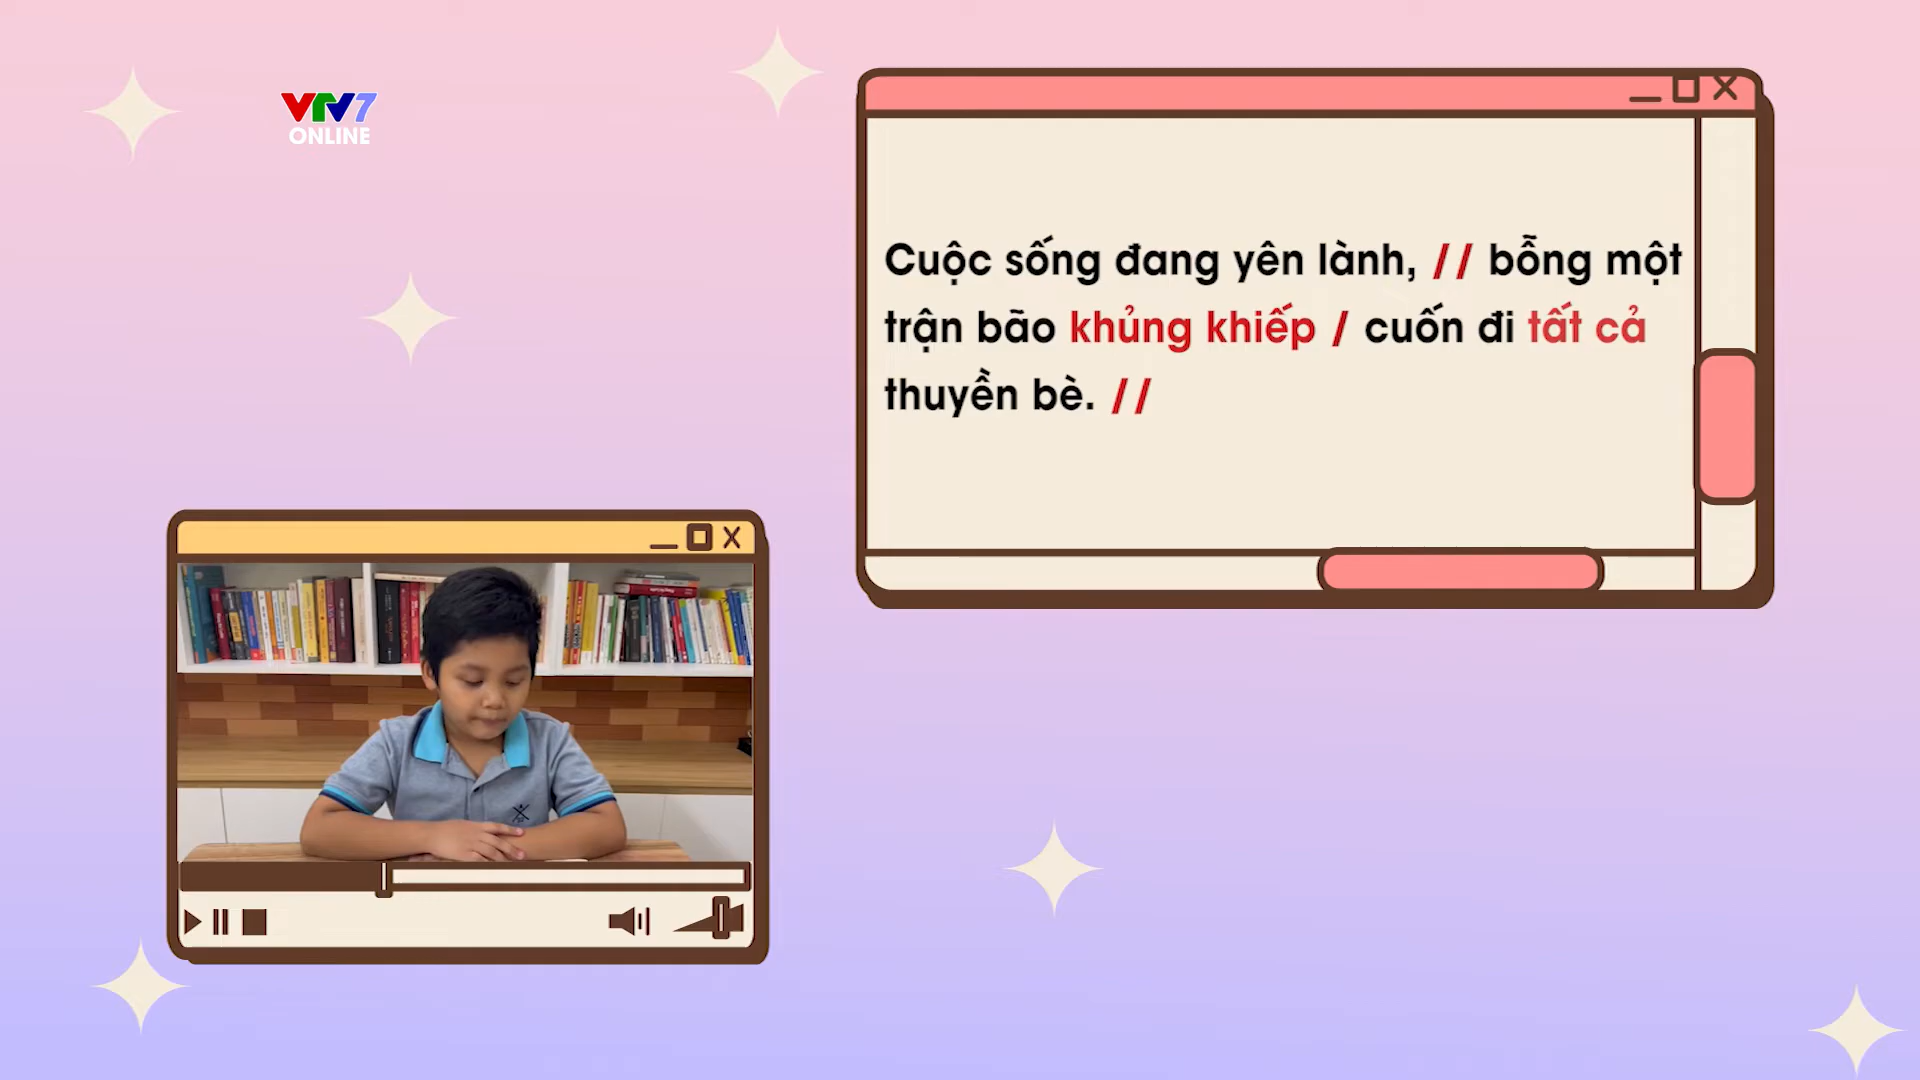 VTV7
ONLINE
Cuộc sống đang yên lành, // bỗng một
trận bão khủng khiếp / cuốn đi tất cả
thuyền bè. //